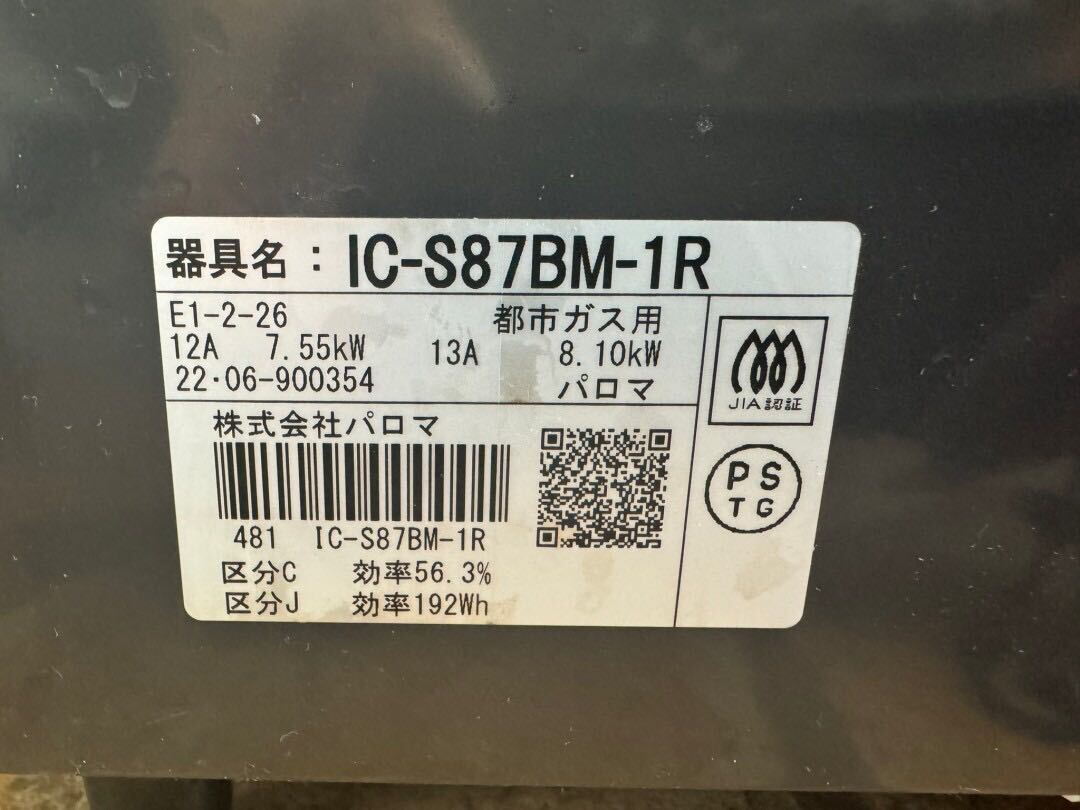 器具名：IC-S87BM-1R
E1-2-26 都市ガス用
12A 7.55kW 13A 8.10kW
22・06-900354 パロマ
JIA認証
株式会社パロマ
PS
TG
481 IC-S87BM-1R
区分C 効率56.3%
区分J 効率192Wh